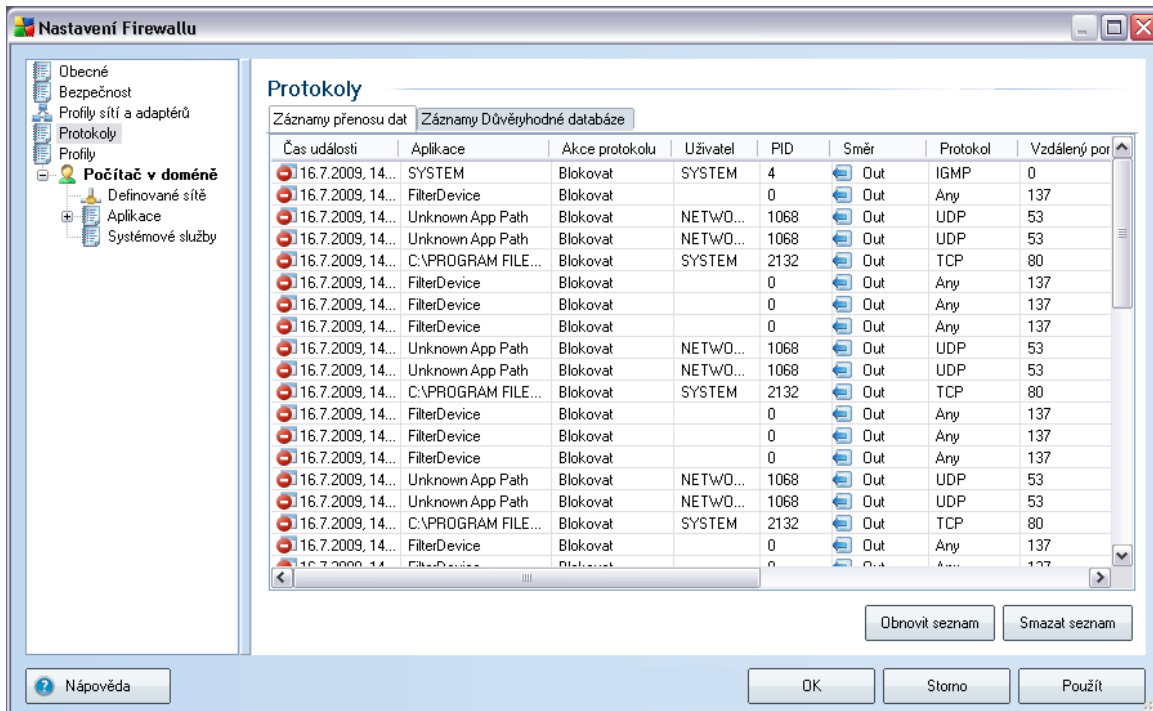 Nastavení Firewallu
Obecné
Bezpečnost
Profily sítí a adaptérů
Protokoly
Profily
Počítač v doméně
Definované sítě
Aplikace
Systémové služby
Protokoly
Záznamy přenosu dat Záznamy Důvěryhodné databáze
Čas události Aplikace Akce protokolu Uživatel PID Směr Protokol Vzdálený por
16.7.2009, 14... SYSTEM Blokovat SYSTEM 4 Out IGMP 0
16.7.2009, 14... FilterDevice Blokovat 0 Out Any 137
16.7.2009, 14... Unknown App Path Blokovat NETWO... 1068 Out UDP 53
16.7.2009, 14... Unknown App Path Blokovat NETWO... 1068 Out UDP 53
16.7.2009, 14... C:\PROGRAM FILE... Blokovat SYSTEM 2132 Out TCP 80
16.7.2009, 14... FilterDevice Blokovat 0 Out Any 137
16.7.2009, 14... FilterDevice Blokovat 0 Out Any 137
16.7.2009, 14... FilterDevice Blokovat 0 Out Any 137
16.7.2009, 14... Unknown App Path Blokovat NETWO... 1068 Out UDP 53
16.7.2009, 14... Unknown App Path Blokovat NETWO... 1068 Out UDP 53
16.7.2009, 14... C:\PROGRAM FILE... Blokovat SYSTEM 2132 Out TCP 80
16.7.2009, 14... FilterDevice Blokovat 0 Out Any 137
16.7.2009, 14... FilterDevice Blokovat 0 Out Any 137
16.7.2009, 14... FilterDevice Blokovat 0 Out Any 137
16.7.2009, 14... Unknown App Path Blokovat NETWO... 1068 Out UDP 53
16.7.2009, 14... Unknown App Path Blokovat NETWO... 1068 Out UDP 53
16.7.2009, 14... C:\PROGRAM FILE... Blokovat SYSTEM 2132 Out TCP 80
16.7.2009, 14... FilterDevice Blokovat 0 Out Any 137
Obnovit seznam Smazat seznam
Nápověda OK Storno Použít